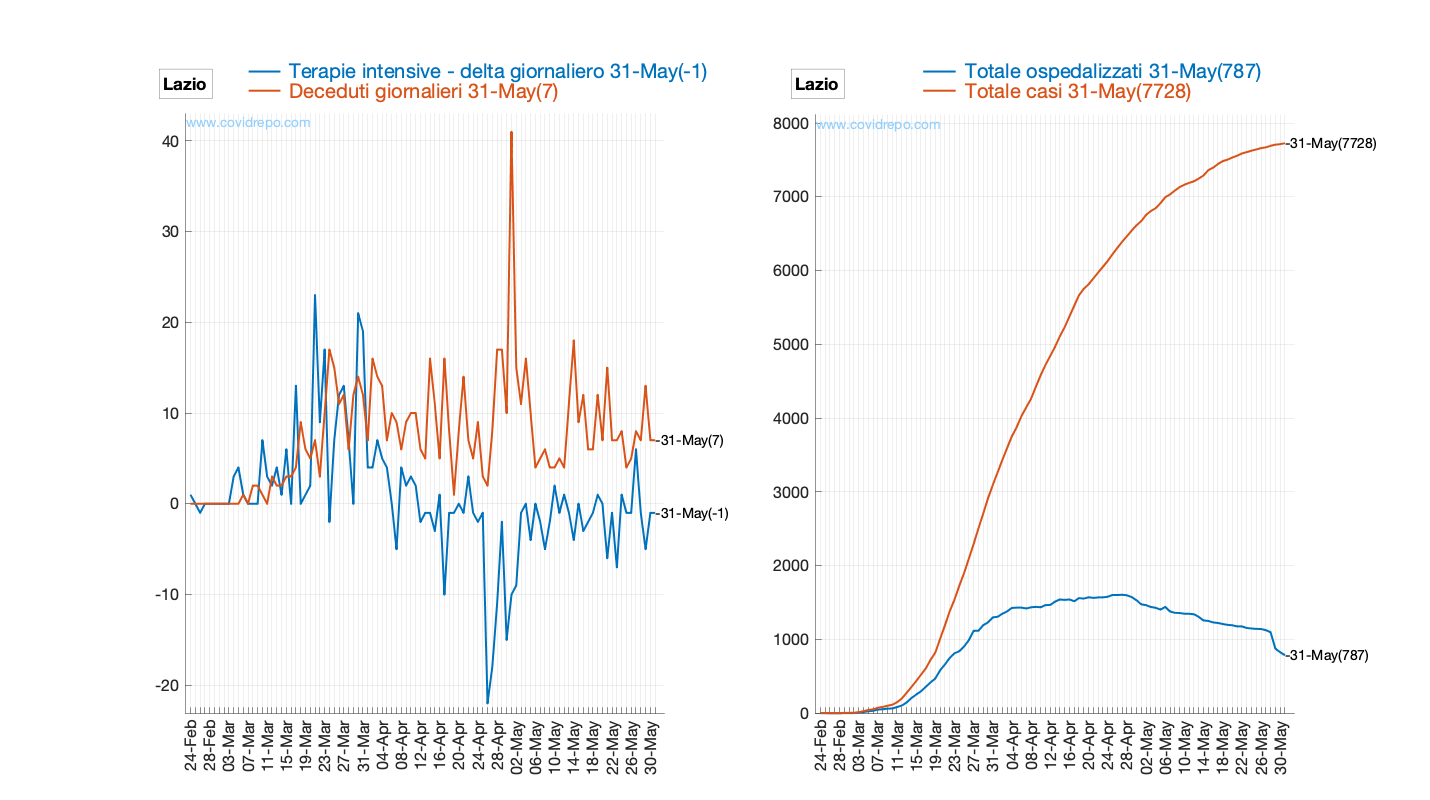 Lazio
Terapie intensive - delta giornaliero 31-May(-1)
Deceduti giornalieri 31-May(7)
www.covidrepo.com
40
30
20
10
0
-10
-20
-31-May(7)
-31-May(-1)
24-Feb
28-Feb
03-Mar
07-Mar
11-Mar
15-Mar
19-Mar
23-Mar
27-Mar
31-Mar
04-Apr
08-Apr
12-Apr
16-Apr
20-Apr
24-Apr
28-Apr
02-May
06-May
10-May
14-May
18-May
22-May
26-May
30-May
Lazio
Totale ospedalizzati 31-May(787)
Totale casi 31-May(7728)
www.covidrepo.com
8000
7000
6000
5000
4000
3000
2000
1000
0
-31-May(7728)
-31-May(787)
24-Feb
28-Feb
03-Mar
07-Mar
11-Mar
15-Mar
19-Mar
23-Mar
27-Mar
31-Mar
04-Apr
08-Apr
12-Apr
16-Apr
20-Apr
24-Apr
28-Apr
02-May
06-May
10-May
14-May
18-May
22-May
26-May
30-May